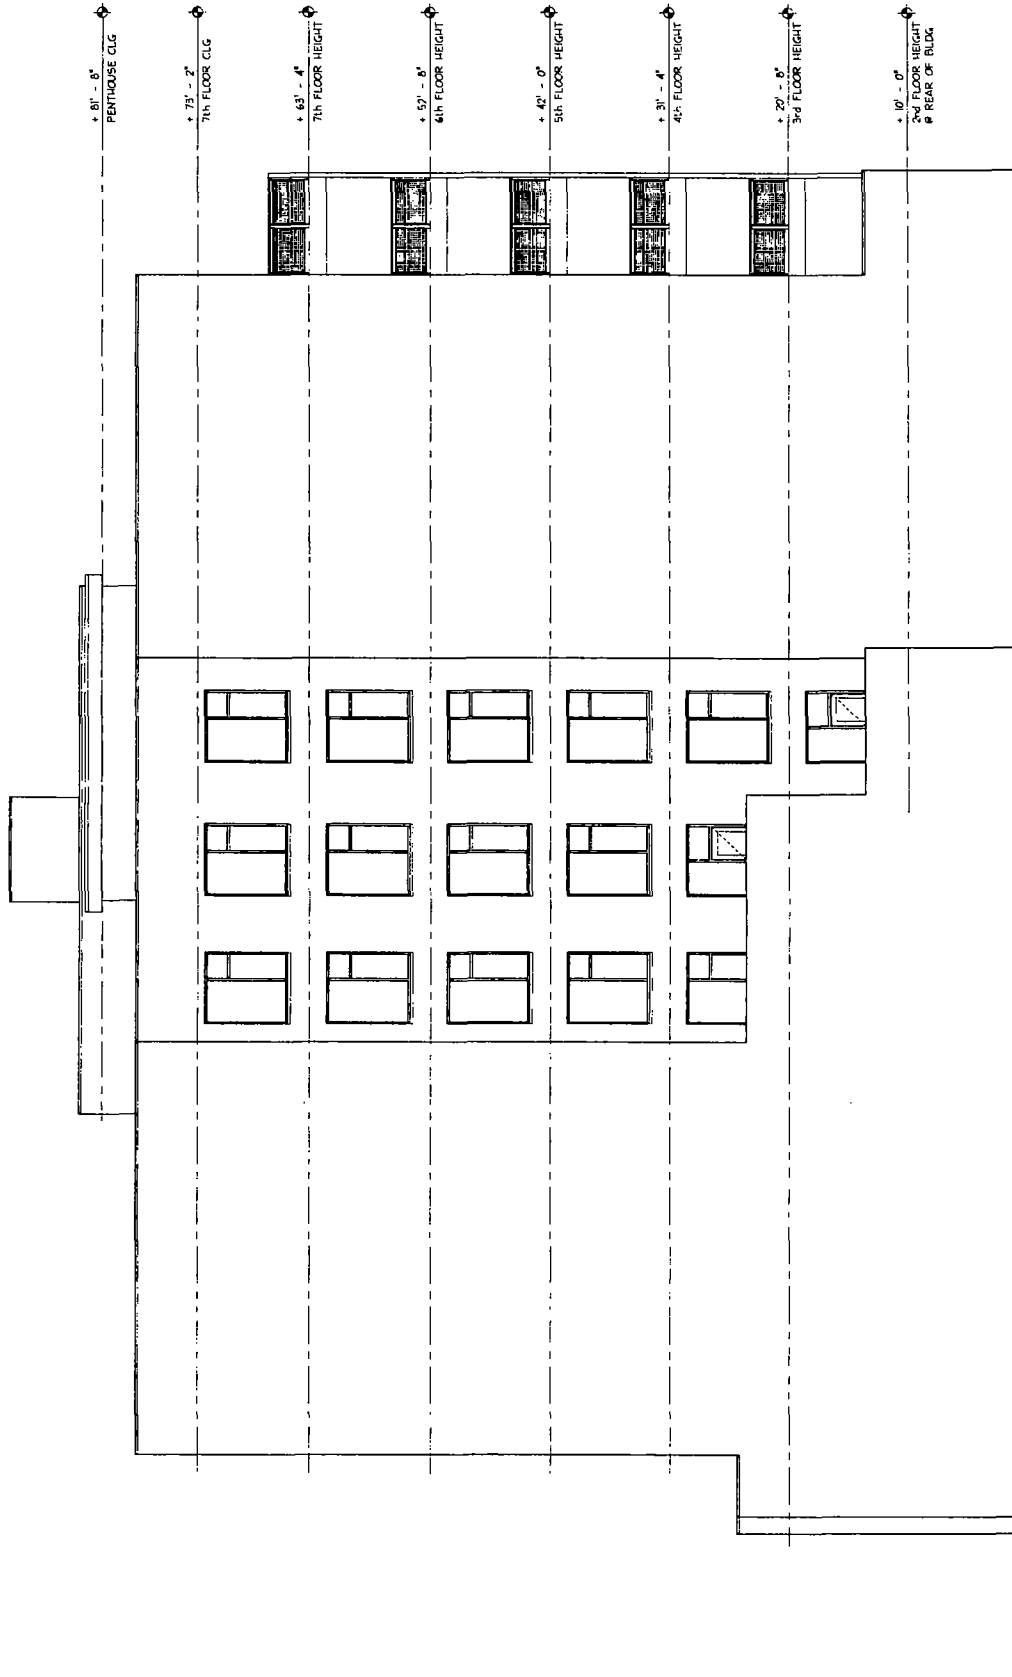 + 81' - 8"
PENTHOUSE CLG
+ 73' - 2"
7th FLOOR CLG
+ 63' - 4"
7th FLOOR HEIGHT
+ 52' - 8"
6th FLOOR HEIGHT
+ 42' - 0"
5th FLOOR HEIGHT
+ 31' - 4"
4th FLOOR HEIGHT
+ 20' - 8"
3rd FLOOR HEIGHT
+ 10' - 0"
2nd FLOOR HEIGHT
@ REAR OF BLDG